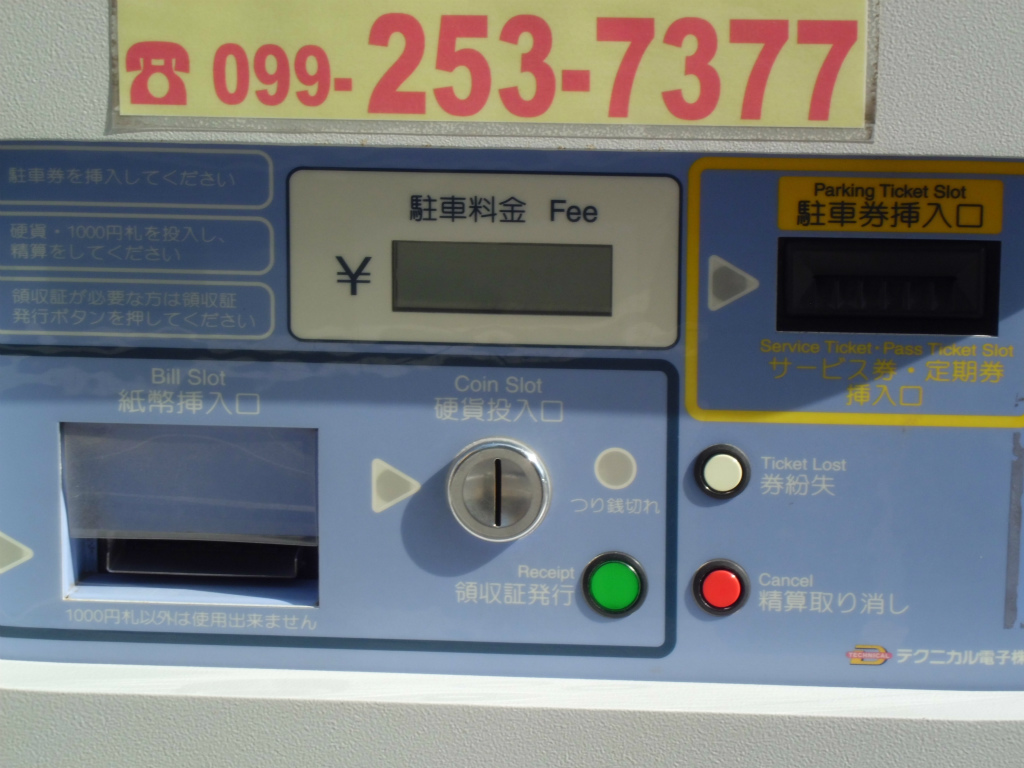 ☎099-253-7377
駐車券を挿入してください
硬貨・1000円札を投入し、
精算をしてください
領収証が必要な方は領収証
発行ボタンを押してください
駐車料金 Fee
¥
Parking Ticket Slot
駐車券挿入口
Service Ticket・Pass Ticket Slot
サービス券・定期券
挿入口
Bill Slot
紙幣挿入口
1000円札以外は使用出来ません
Coin Slot
硬貨投入口
つり銭切れ
Receipt
領収証発行
Ticket Lost
券紛失
Cancel
精算取り消し
TECHNICAL
テクニカル電子機